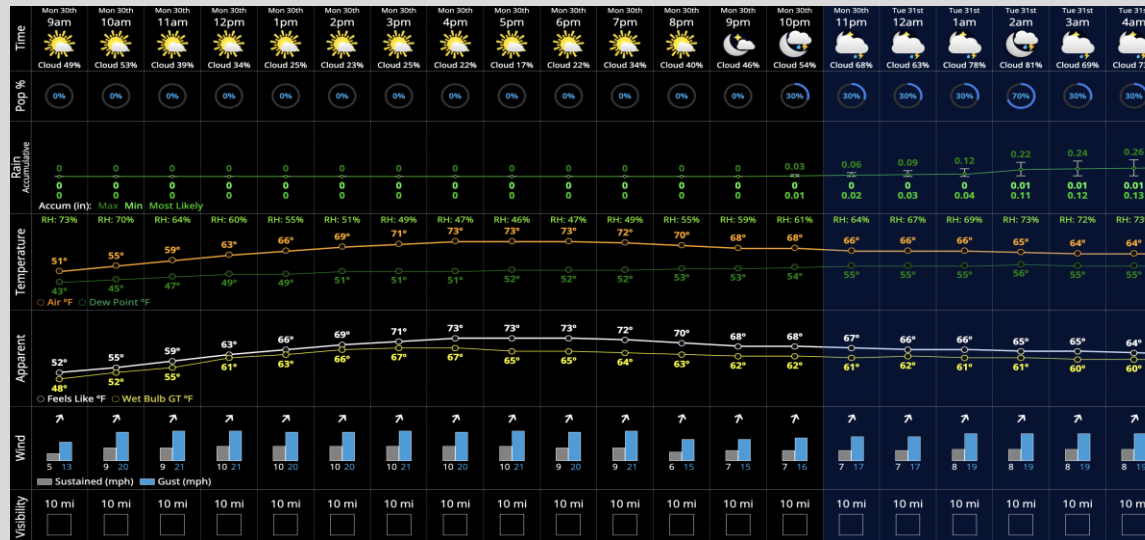 Time
Mon 30th Mon 30th Mon 30th Mon 30th Mon 30th Mon 30th Mon 30th Mon 30th Mon 30th Mon 30th Mon 30th Mon 30th Mon 30th Mon 30th Mon 30th Tue 31st Tue 31st Tue 31st Tue 31st Tue 31s
9am 10am 11am 12pm 1pm 2pm 3pm 4pm 5pm 6pm 7pm 8pm 9pm 10pm 11pm 12am 1am 2am 3am 4am
Cloud 49% Cloud 53% Cloud 39% Cloud 34% Cloud 25% Cloud 23% Cloud 25% Cloud 22% Cloud 17% Cloud 22% Cloud 34% Cloud 40% Cloud 46% Cloud 54% Cloud 68% Cloud 63% Cloud 78% Cloud 81% Cloud 69% Cloud 7
Pop %
0% 0% 0% 0% 0% 0% 0% 0% 0% 0% 0% 0% 0% 30% 30% 30% 30% 70% 30% 30%
Rain
Accumulative
0 0 0 0 0 0 0 0 0 0 0 0 0 0.03 0.06 0.09 0.12 0.22 0.24 0.26
0 0 0 0 0 0 0 0 0 0 0 0 0 0 0 0 0 0.01 0.01 0.01
0 0 0 0 0 0 0 0 0 0 0 0 0 0.01 0.02 0.03 0.04 0.11 0.12 0.13
Accum (in): Max Min Most Likely
Temperature
RH: 73% RH: 70% RH: 64% RH: 60% RH: 55% RH: 51% RH: 49% RH: 47% RH: 46% RH: 47% RH: 49% RH: 55% RH: 59% RH: 61% RH: 64% RH: 67% RH: 69% RH: 73% RH: 72% RH: 73
51° 55° 59° 63° 66° 69° 71° 73° 73° 73° 72° 70° 68° 68° 66° 66° 66° 65° 64° 64°
43° 45° 47° 49° 49° 51° 51° 51° 52° 52° 52° 53° 53° 54° 55° 55° 55° 56° 55° 55°
Air °F Dew Point °F
Apparent
52° 55° 59° 63° 66° 69° 71° 73° 73° 73° 72° 70° 68° 68° 67° 66° 66° 65° 65° 64°
48° 52° 55° 61° 63° 66° 67° 67° 65° 65° 64° 63° 62° 62° 61° 62° 61° 61° 60° 60°
Feels Like °F Wet Bulb GT °F
Wind
5 13 9 20 9 21 10 21 10 20 10 20 10 21 10 20 10 21 9 20 9 21 6 15 7 15 7 16 7 17 7 17 8 19 8 19 8 19 8 19
Sustained (mph) Gust (mph)
Visibility
10 mi 10 mi 10 mi 10 mi 10 mi 10 mi 10 mi 10 mi 10 mi 10 mi 10 mi 10 mi 10 mi 10 mi 10 mi 10 mi 10 mi 10 mi 10 mi 10 m